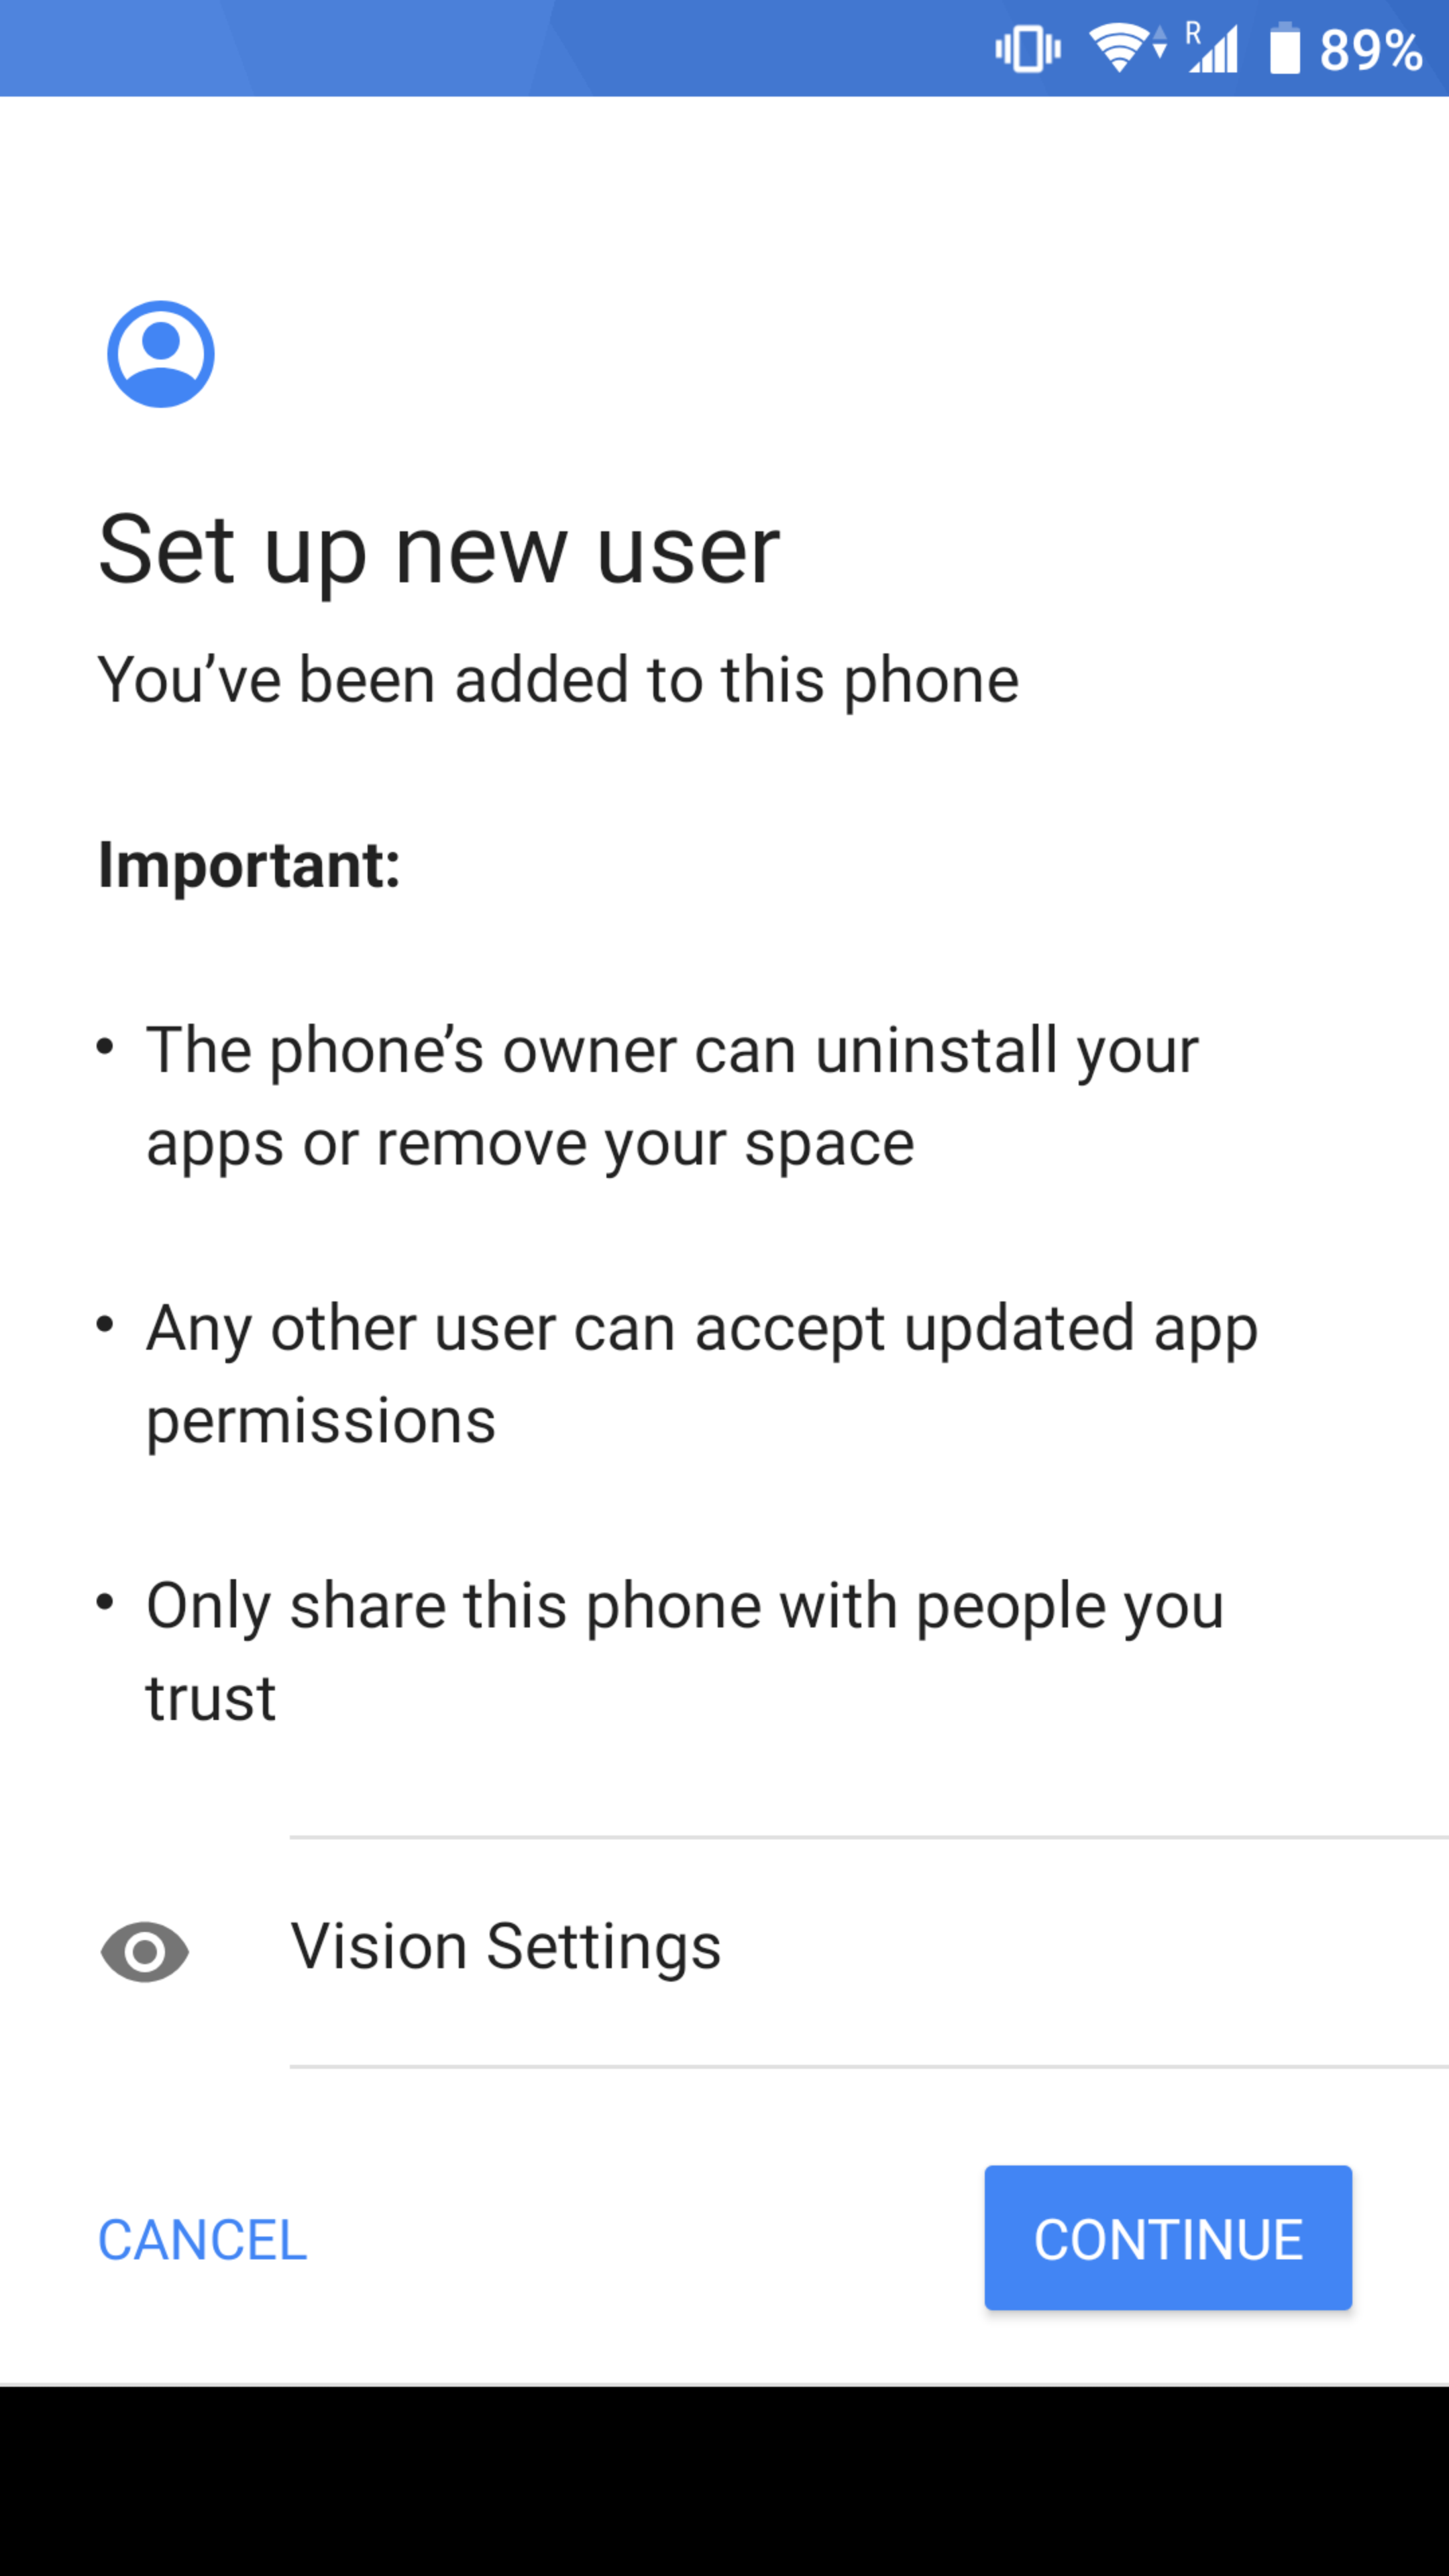 R 89%
Set up new user
You’ve been added to this phone
Important:
• The phone’s owner can uninstall your
apps or remove your space
• Any other user can accept updated app
permissions
• Only share this phone with people you
trust
Vision Settings
CANCEL CONTINUE